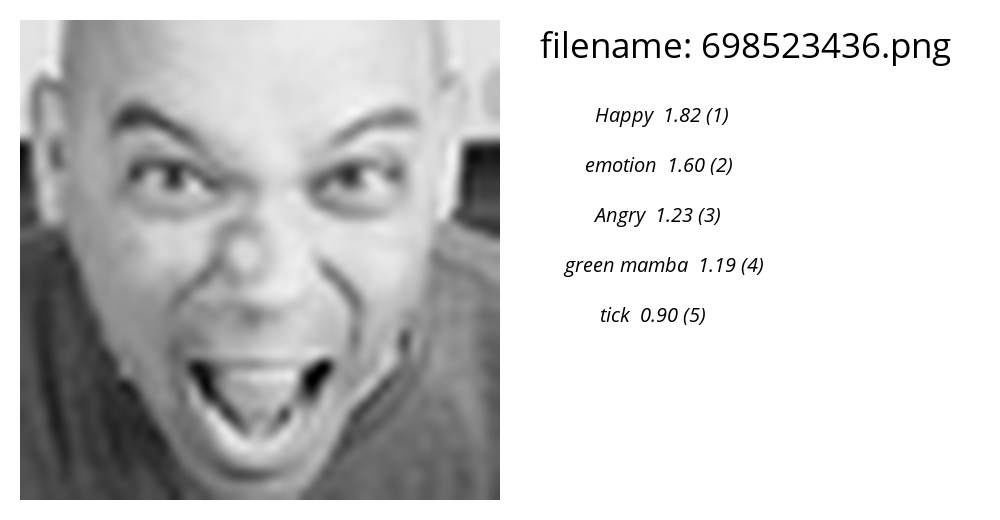 filename: 698523436.png
Happy 1.82 (1)
emotion 1.60 (2)
Angry 1.23 (3)
green mamba 1.19 (4)
tick 0.90 (5)